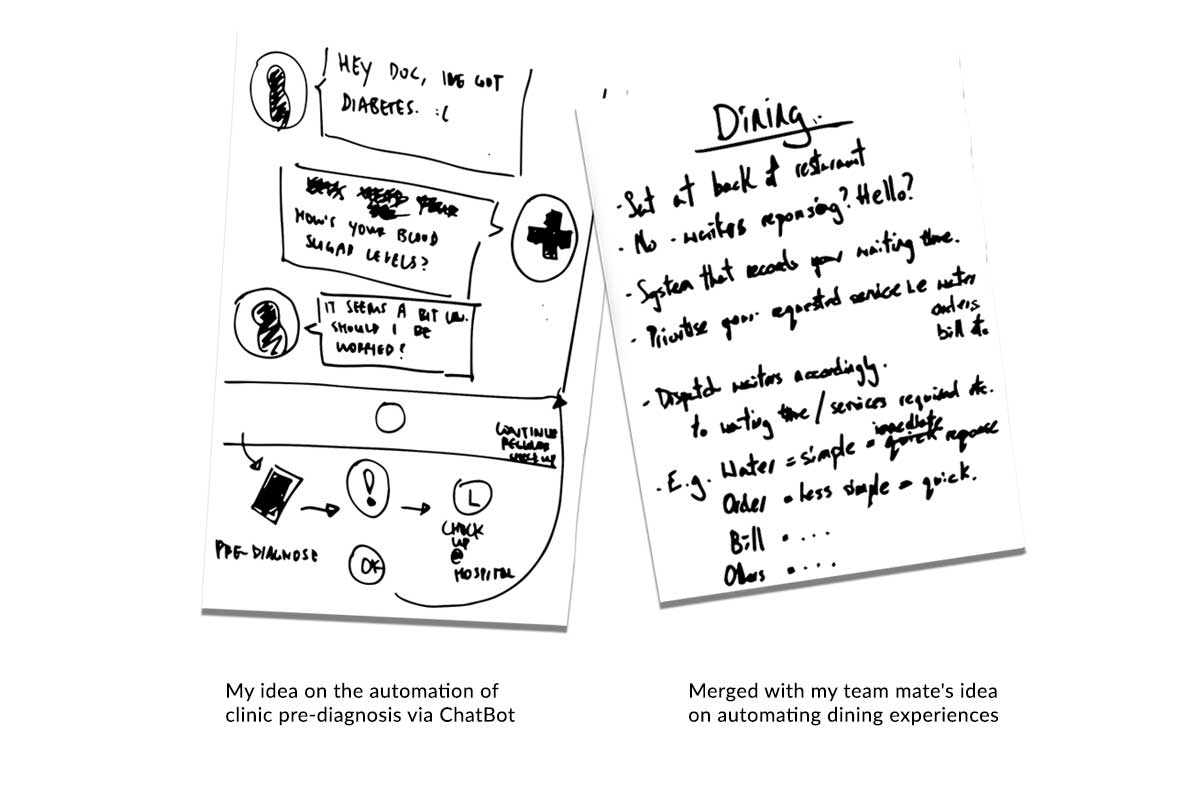 HEY DOC, IVE GOT
DIABETES. :(
HOW'S YOUR BLOOD
SUGAR LEVELS?
IT SEEMS A BIT
SHOULD I BE
WORRIED?
CONTINUE
REGULAR
CHECK UP
!
L
CHECK
UP
@
HOSPITAL
PRE-DIAGNOSE
OK
Dining..
- Sat at back of restaurant
- No - waiters reponsing? Hello?
- System that records your waiting time.
- Prioritise your requested service i.e water
orders
bill etc
- Dispatch waiters accordingly.
to waiting time / services required etc.
immediate
- E.g. Water = simple = quick reponse
Order = less simple = quick.
Bill = ....
Others = ....
My idea on the automation of
clinic pre-diagnosis via ChatBot
Merged with my team mate's idea
on automating dining experiences